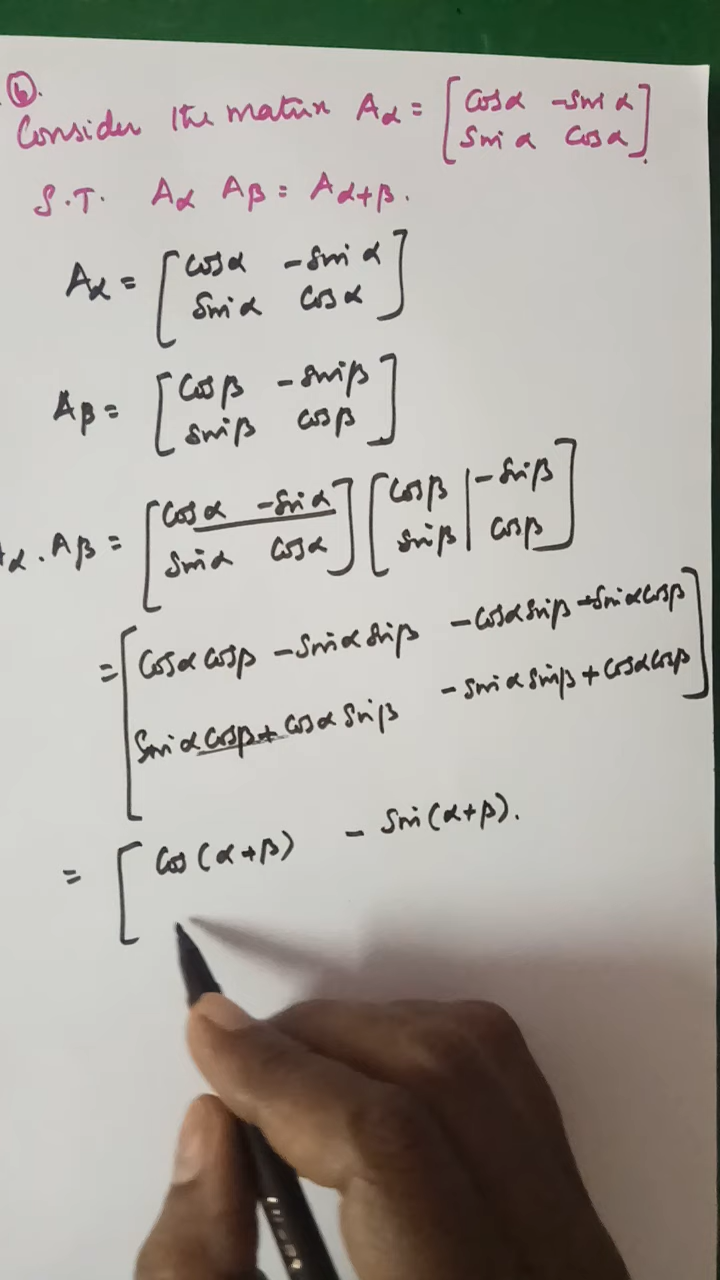 (b).
Consider the matrix Aα = [cosα -sinα
sinα cosα].
S.T. Aα Aβ = Aα+β.
Aα = [cosα -sinα
sinα cosα]
Aβ = [cosβ -sinβ
sinβ cosβ]
α . Aβ = [cosα -sinα [cosβ | -sinβ
sinα cosα] sinβ | cosβ]
= [cosα cosβ - sinα sinβ - cosα sinβ - sinα cosβ
sinα cosβ + cosα sinβ - sinα sinβ + cosα cosβ]
= [cos(α+β) - sin(α+β).